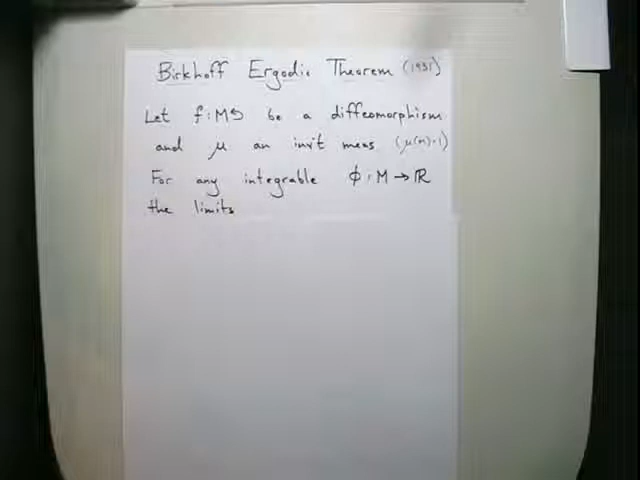 Birkhoff Ergodic Theorem (1931)
Let f : M↺ be a diffeomorphism
and μ an inv't meas (μ(M)=1)
For any integrable ϕ : M → ℝ
the limits